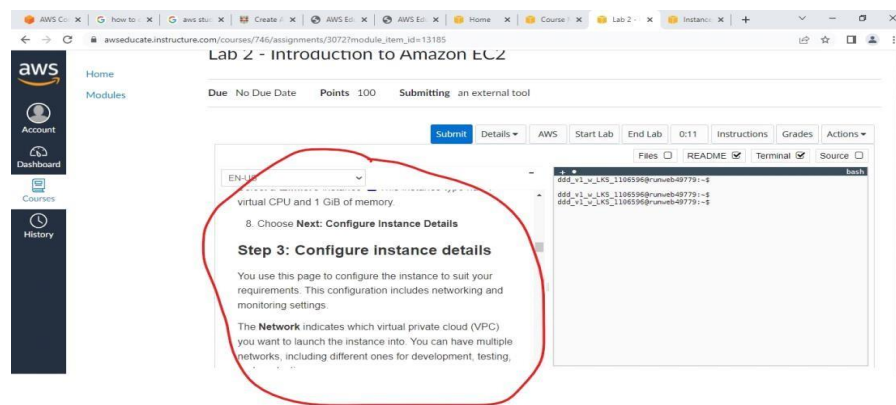 AWS Co
how to
aws stu
Create
AWS Ed
AWS Ed
Home
Course
Lab 2 -
Instance
awseducate.instructure.com/courses/746/assignments/3072?module_item_id=13185
aws
Account
Dashboard
Courses
History
Home
Modules
Lab 2 - Introduction to Amazon EC2
Due No Due Date Points 100 Submitting an external tool
Submit Details AWS Start Lab End Lab 0:11 Instructions Grades Actions
Files README Terminal Source
EN-US
virtual CPU and 1 GiB of memory.
8. Choose Next: Configure Instance Details
Step 3: Configure instance details
You use this page to configure the instance to suit your
requirements. This configuration includes networking and
monitoring settings.
The Network indicates which virtual private cloud (VPC)
you want to launch the instance into. You can have multiple
networks, including different ones for development, testing,
bash
ddd_v1_w_LKS_1106596@runweb49779:~$
ddd_v1_w_LKS_1106596@runweb49779:~$
ddd_v1_w_LKS_1106596@runweb49779:~$